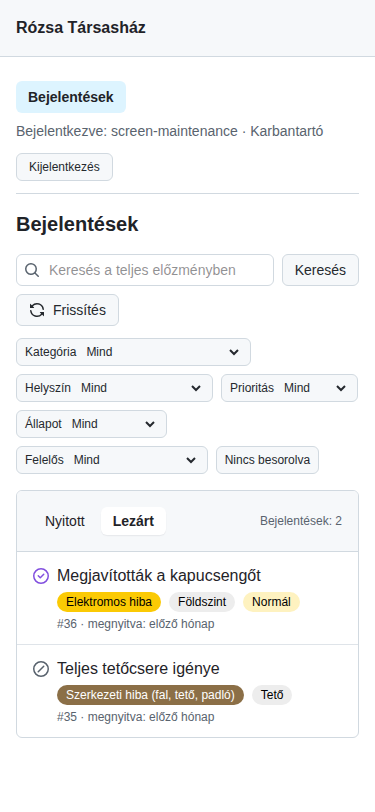 Rózsa Társasház
Bejelentések
Bejelentkezve: screen-maintenance · Karbantartó
Kijelentkezés
Bejelentések
Keresés a teljes előzményben Keresés
Frissítés
Kategória Mind
Helyszín Mind Prioritás Mind
Állapot Mind
Felelős Mind Nincs besorolva
Nyitott Lezárt Bejelentések: 2
Megjavították a kapucsengőt
Elektromos hiba Földszint Normál
#36 · megnyitva: előző hónap
Teljes tetőcsere igénye
Szerkezeti hiba (fal, tető, padló) Tető
#35 · megnyitva: előző hónap